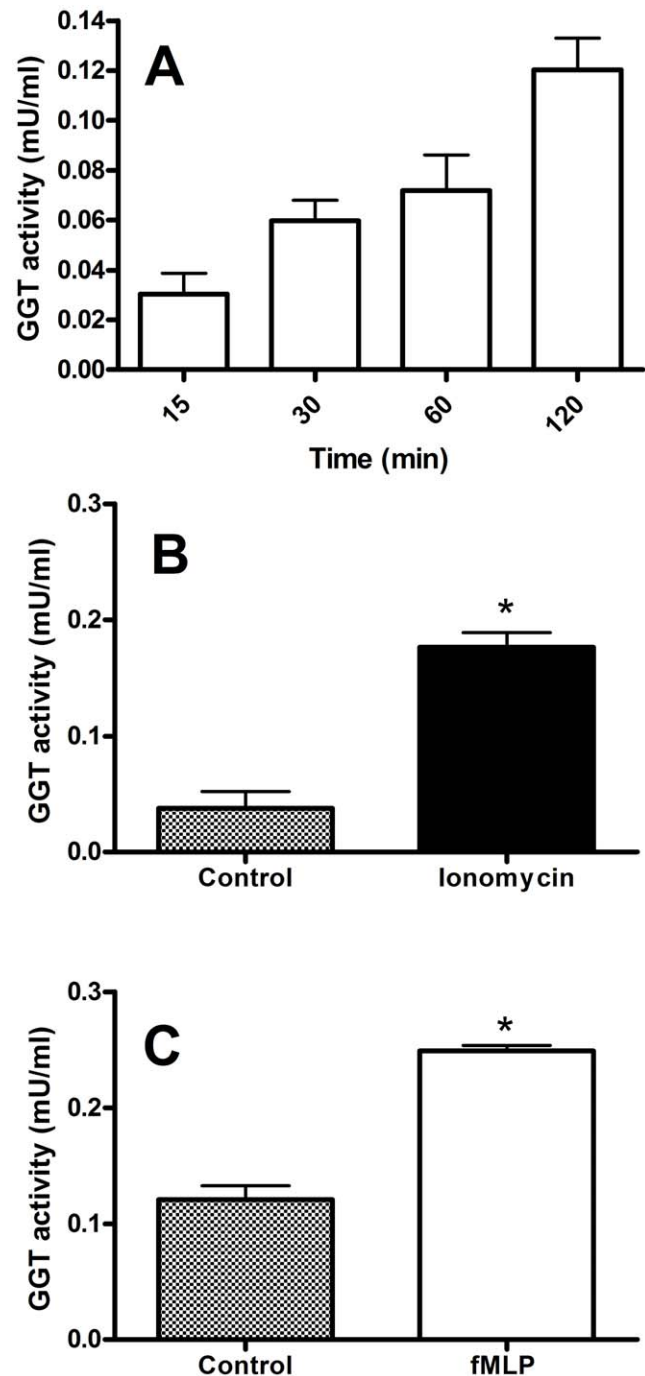 A
GGT activity (mU/ml)
0.14
0.12
0.10
0.08
0.06
0.04
0.02
0.00
15 30 60 120
Time (min)
B
GGT activity (mU/ml)
0.3
0.2
0.1
0.0
*
Control Ionomycin
C
GGT activity (mU/ml)
0.3
0.2
0.1
0.0
*
Control fMLP